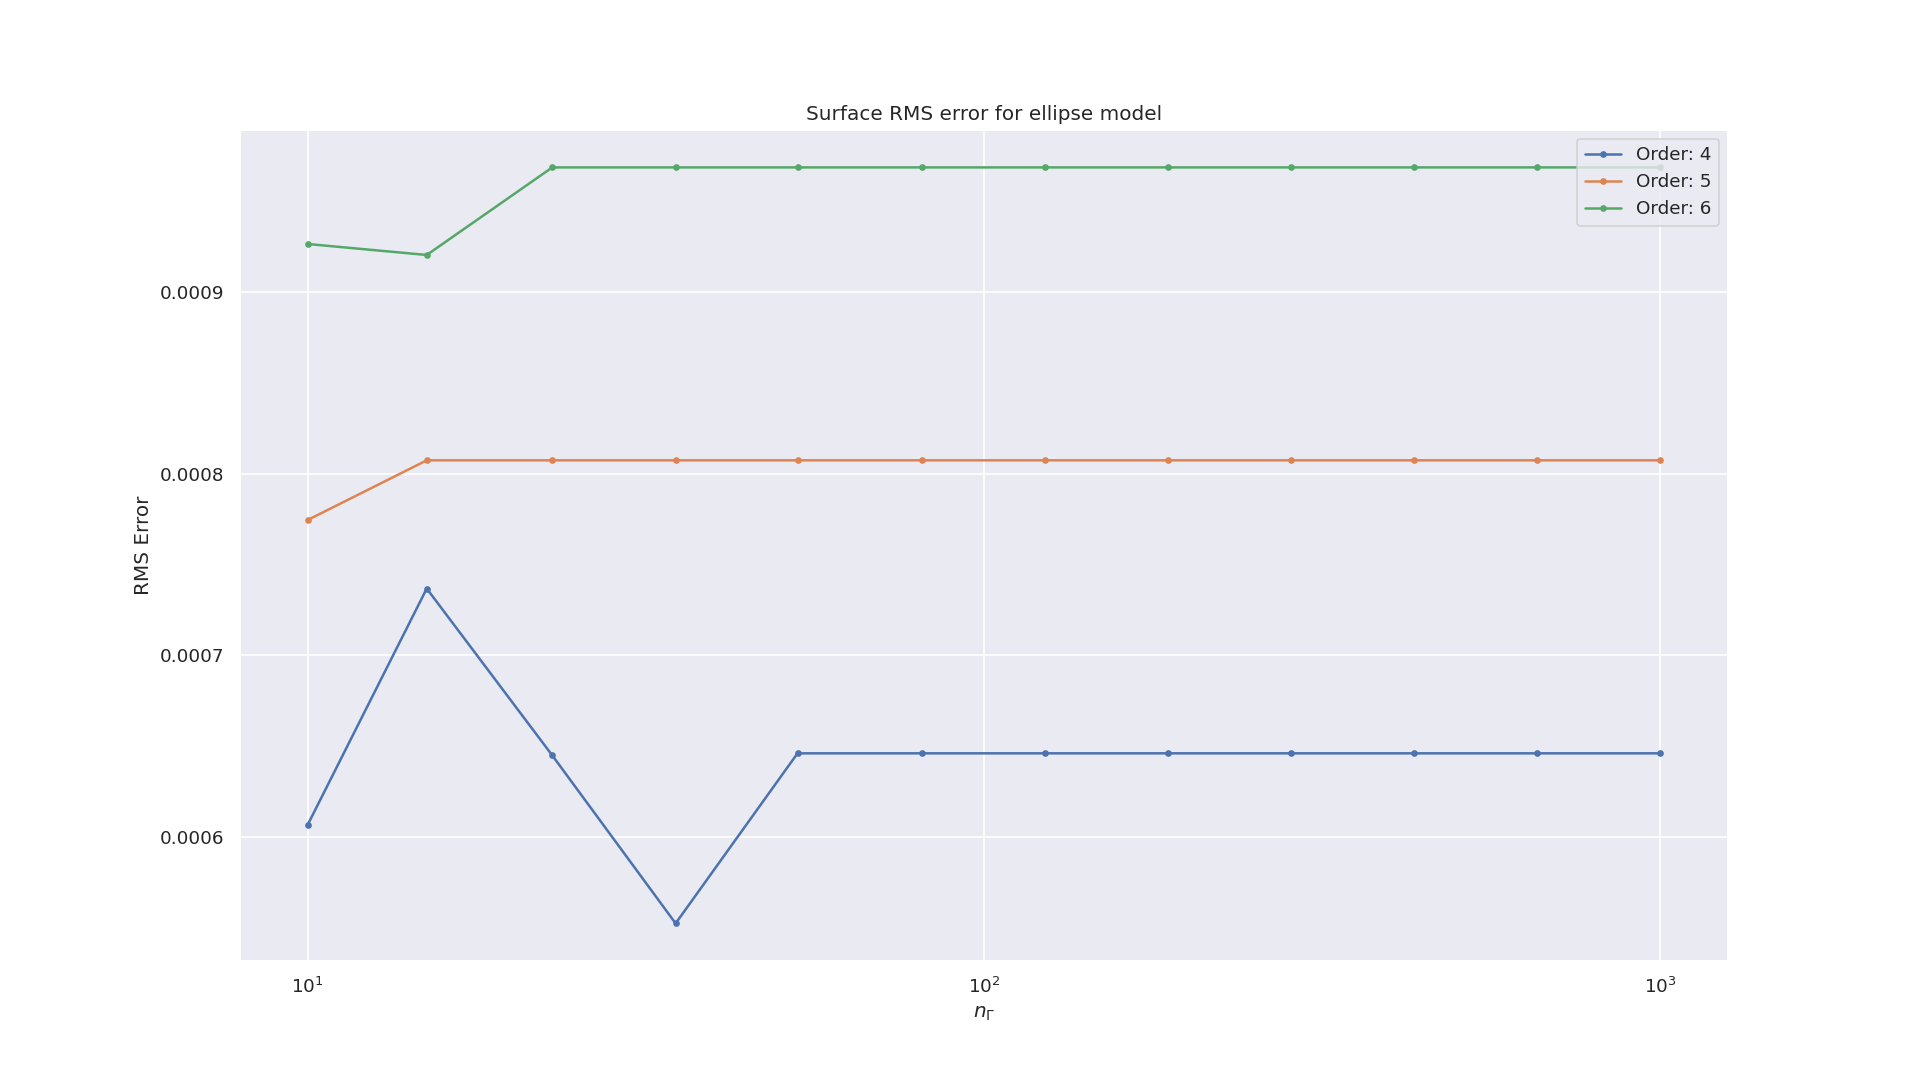 Surface RMS error for ellipse model
Order: 4
Order: 5
Order: 6
0.0009
0.0008
0.0007
0.0006
RMS Error
10¹
10²
10³
n_Γ